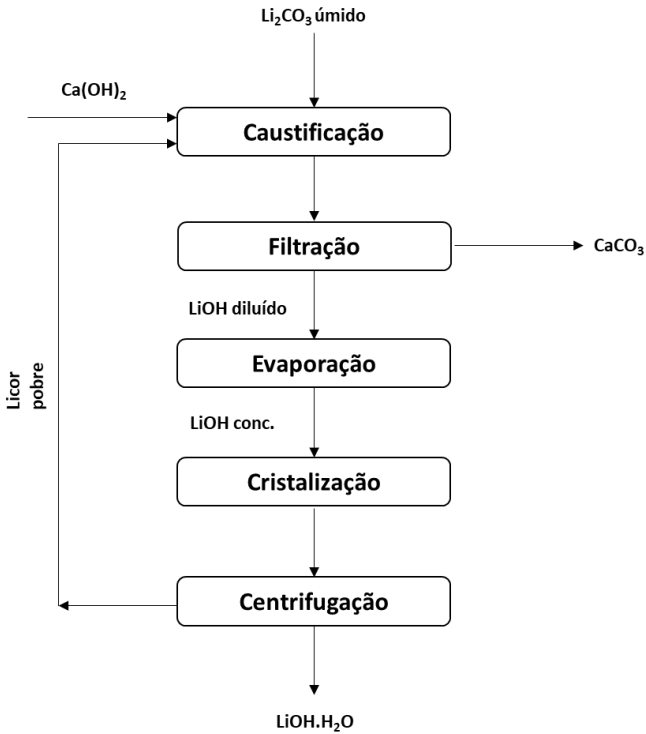 Li₂CO₃ úmido
Ca(OH)₂
Caustificação
Filtração
CaCO₃
LiOH diluído
Evaporação
Licor
pobre
LiOH conc.
Cristalização
Centrifugação
LiOH.H₂O